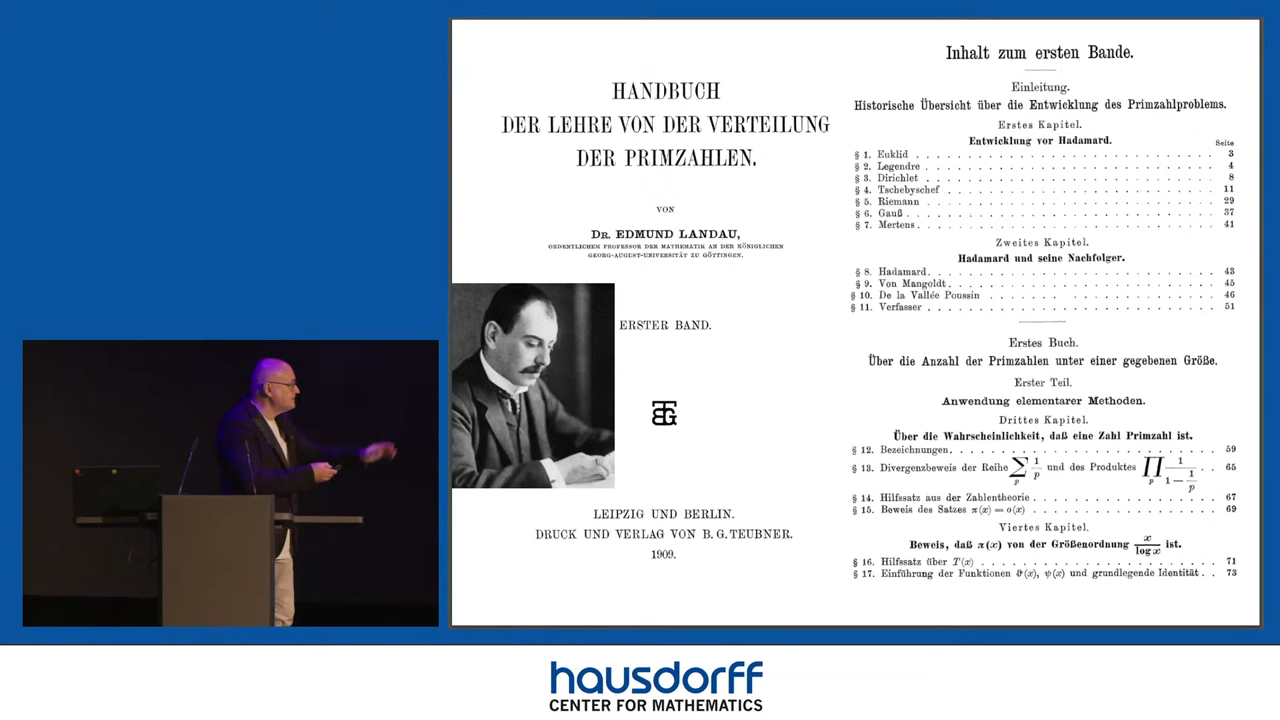 HANDBUCH
DER LEHRE VON DER VERTEILUNG
DER PRIMZAHLEN.
VON
DR. EDMUND LANDAU,
ORDENTLICHEM PROFESSOR DER MATHEMATIK AN DER KÖNIGLICHEN
GEORG-AUGUST-UNIVERSITÄT ZU GÖTTINGEN.
ERSTER BAND.
BTG
LEIPZIG UND BERLIN.
DRUCK UND VERLAG VON B. G. TEUBNER.
1909.
Inhalt zum ersten Bande.
Einleitung.
Historische Übersicht über die Entwicklung des Primzahlproblems.
Erstes Kapitel.
Entwicklung vor Hadamard.
Seite
§ 1. Euklid . . . 3
§ 2. Legendre . . . 4
§ 3. Dirichlet . . . 8
§ 4. Tschebyschef . . . 11
§ 5. Riemann . . . 29
§ 6. Gauß . . . 37
§ 7. Mertens . . . 41
Zweites Kapitel.
Hadamard und seine Nachfolger.
§ 8. Hadamard . . . 43
§ 9. Von Mangoldt . . . 45
§ 10. De la Vallée Poussin . . . 46
§ 11. Verfasser . . . 51
Erstes Buch.
Über die Anzahl der Primzahlen unter einer gegebenen Größe.
Erster Teil.
Anwendung elementarer Methoden.
Drittes Kapitel.
Über die Wahrscheinlichkeit, daß eine Zahl Primzahl ist.
§ 12. Bezeichnungen . . . 59
§ 13. Divergenzbeweis der Reihe ∑_p 1/p und des Produktes ∏_p 1/(1 − 1/p) . . 65
§ 14. Hilfssatz aus der Zahlentheorie . . . 67
§ 15. Beweis des Satzes π(x) = o(x) . . . 69
Viertes Kapitel.
Beweis, daß π(x) von der Größenordnung x/log x ist.
§ 16. Hilfssatz über T(x) . . . 71
§ 17. Einführung der Funktionen ϑ(x), ψ(x) und grundlegende Identität . . 73
hausdorff
CENTER FOR MATHEMATICS